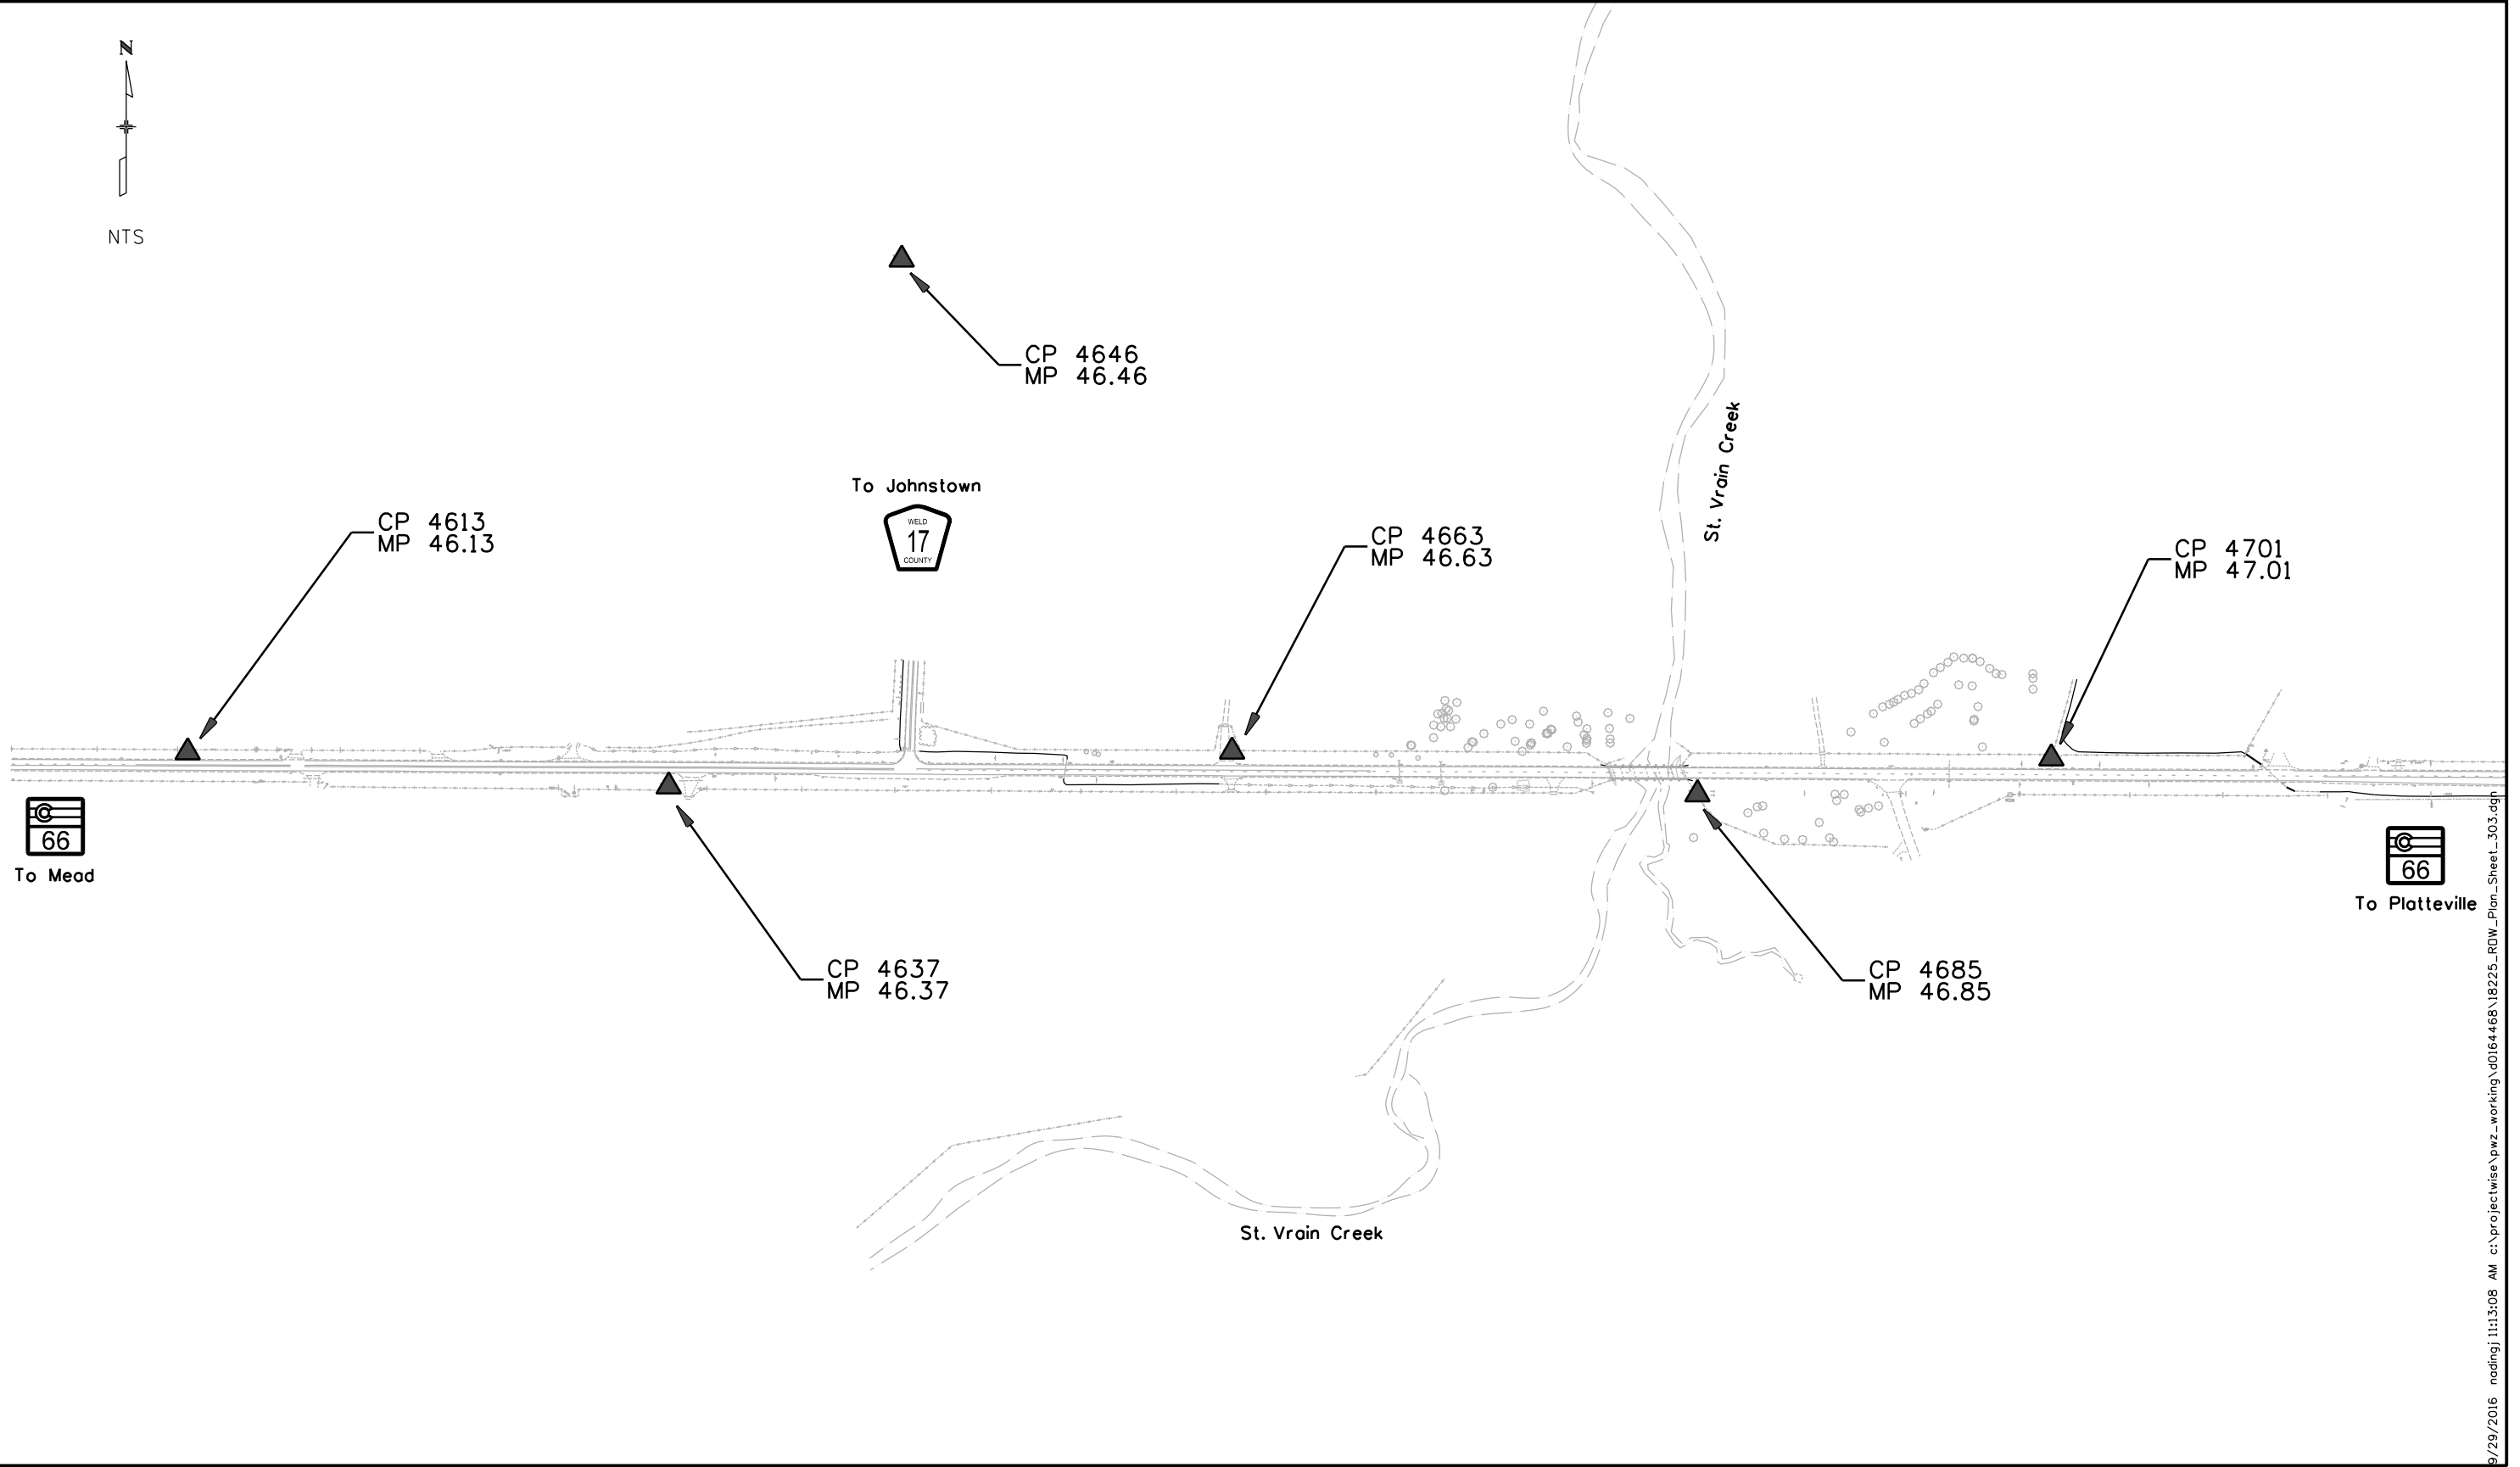 N
NTS
CP 4646
MP 46.46
St. Vrain Creek
To Johnstown
WELD
17
COUNTY
CP 4613
MP 46.13
CP 4663
MP 46.63
CP 4701
MP 47.01
66
To Mead
66
To Platteville
CP 4637
MP 46.37
CP 4685
MP 46.85
St. Vrain Creek
9/29/2016 nadingj 11:13:08 AM c:\projectwise\pwz_working\d0164468\18225_ROW_Plan_Sheet_303.dgn